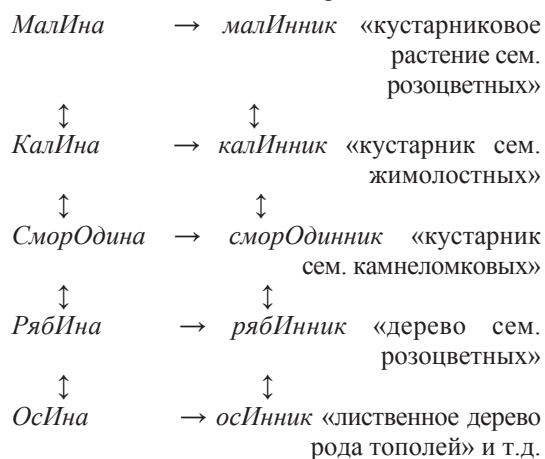 МалИна → малИнник «кустарниковое
растение сем.
розоцветных»
↕ ↕
КалИна → калИнник «кустарник сем.
жимолостных»
↕ ↕
СморОдина → сморОдинник «кустарник
сем. камнеломковых»
↕ ↕
РябИна → рябИнник «дерево сем.
розоцветных»
↕ ↕
ОсИна → осИнник «лиственное дерево
рода тополей» и т.д.